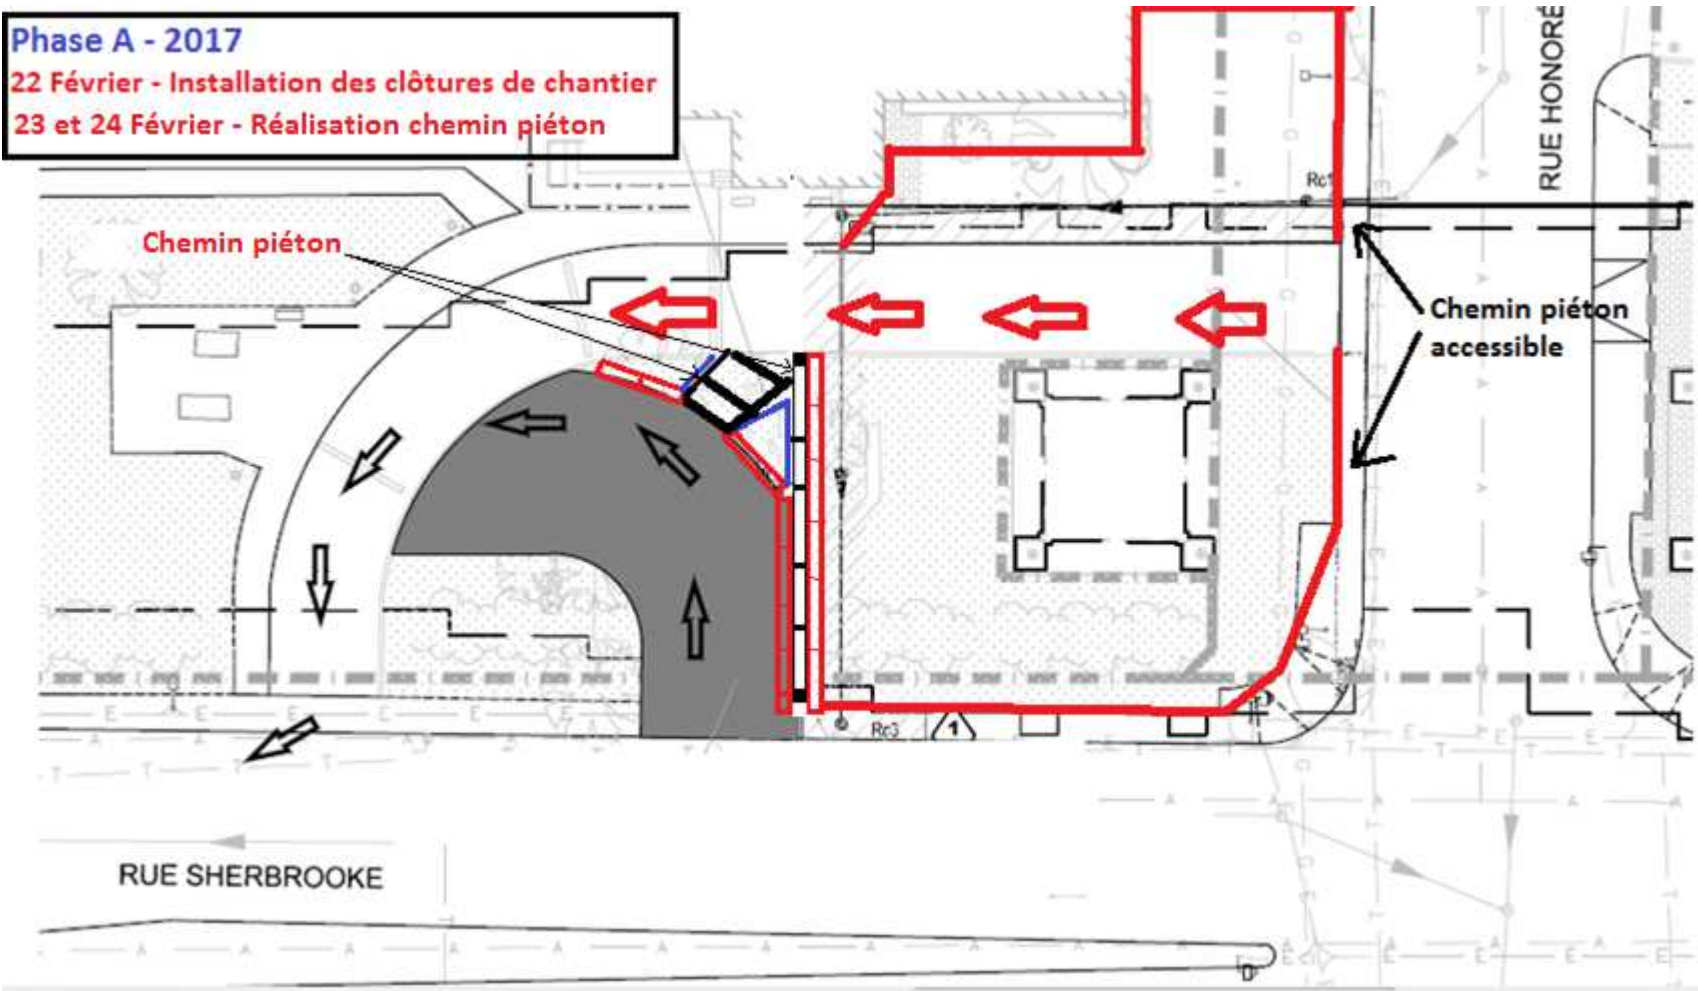 Phase A - 2017
22 Février - Installation des clôtures de chantier
23 et 24 Février - Réalisation chemin piéton
RUE HONORÉ
Rc1
Chemin piéton
Chemin piéton
accessible
Rc3
1
RUE SHERBROOKE
D